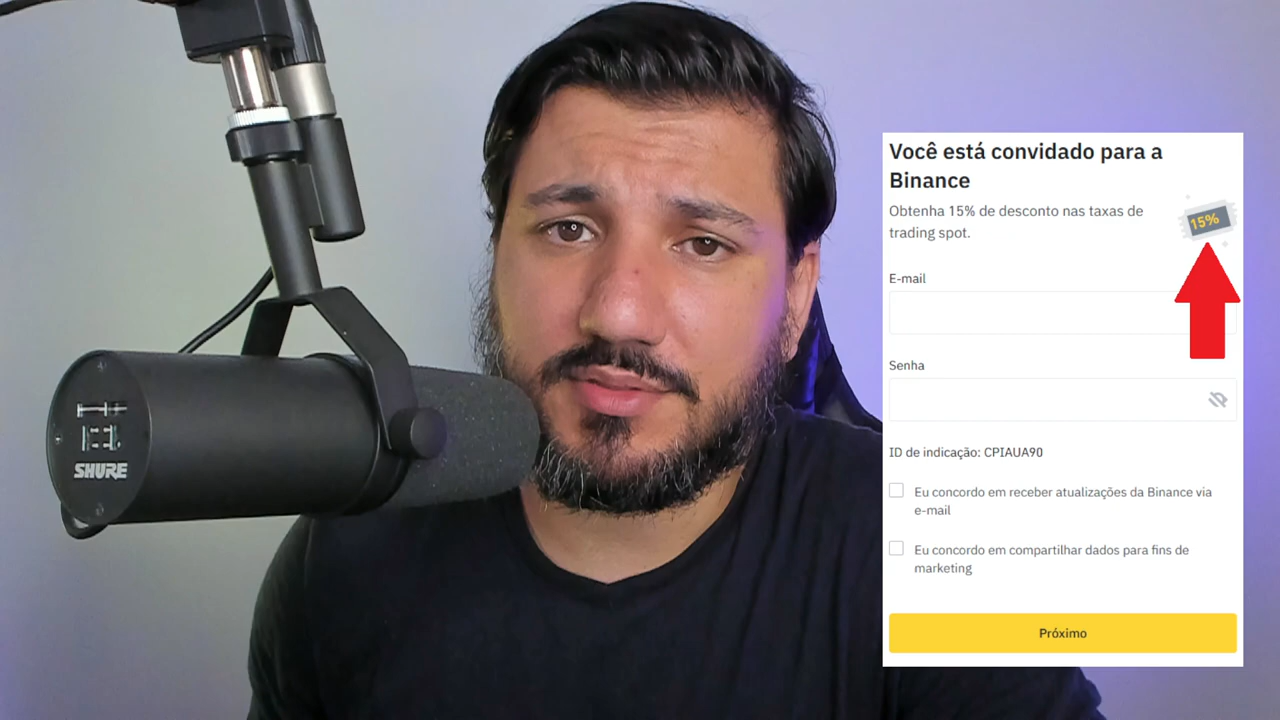 SHURE
Você está convidado para a
Binance
Obtenha 15% de desconto nas taxas de
trading spot.
15%
E-mail
Senha
ID de indicação: CPIAUA90
Eu concordo em receber atualizações da Binance via
e-mail
Eu concordo em compartilhar dados para fins de
marketing
Próximo